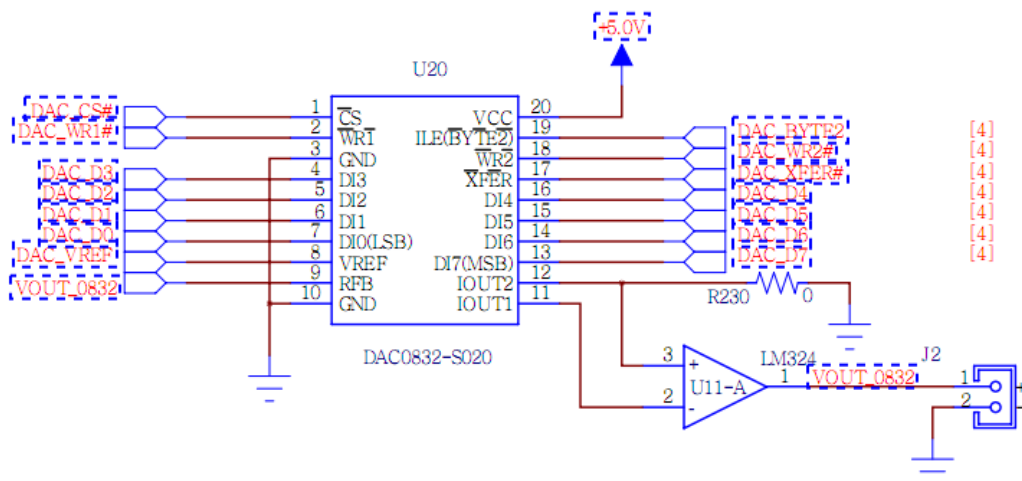 +5.0V
U20
DAC_CS#
DAC_WR1#
DAC_D3
DAC_D2
DAC_D1
DAC_D0
DAC_VREF
VOUT_0832
1
2
3
4
5
6
7
8
9
10
CS
WR1
GND
DI3
DI2
DI1
DI0(LSB)
VREF
RFB
GND
VCC
ILE(BYTE2)
WR2
XFER
DI4
DI5
DI6
DI7(MSB)
IOUT2
IOUT1
20
19
18
17
16
15
14
13
12
11
DAC_BYTE2 [4]
DAC_WR2# [4]
DAC_XFER# [4]
DAC_D4 [4]
DAC_D5 [4]
DAC_D6 [4]
DAC_D7 [4]
R230 0
DAC0832-SO20
3 +
2 -
U11-A
LM324
1
VOUT_0832
J2
1 +
2 -